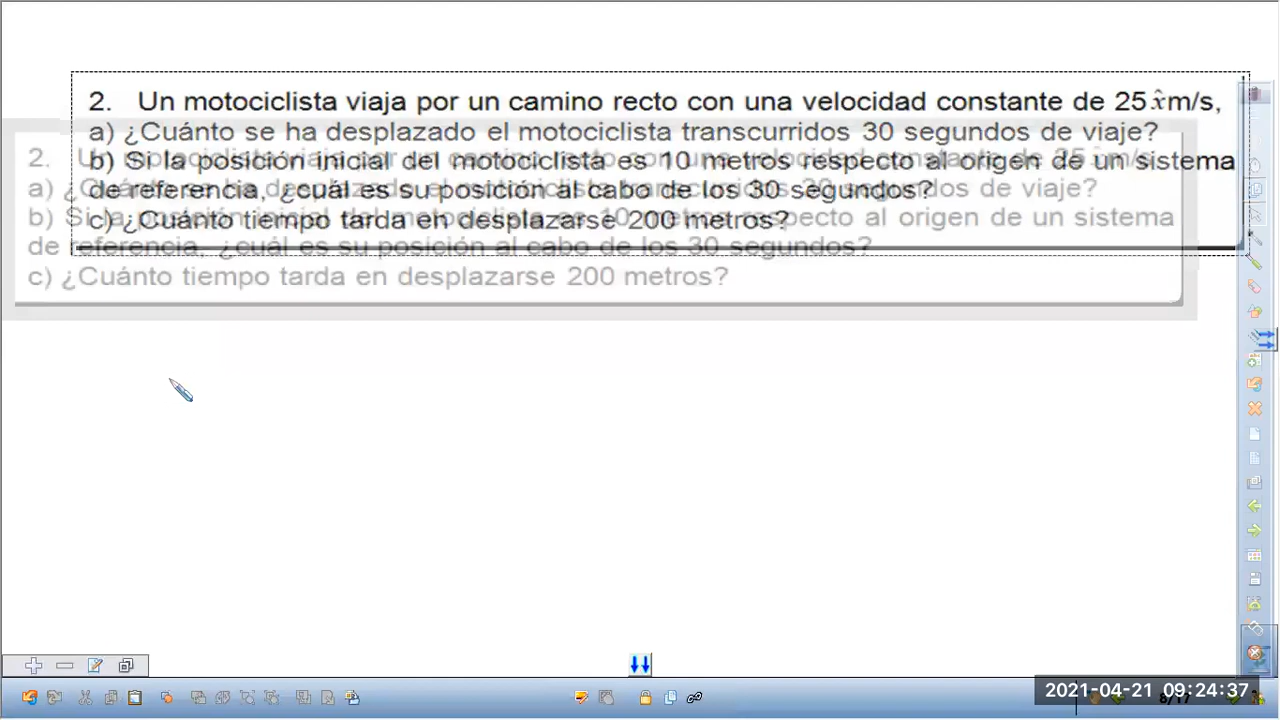 2. Un motociclista viaja por un camino recto con una velocidad constante de 25 x̂ m/s,
a) ¿Cuánto se ha desplazado el motociclista transcurridos 30 segundos de viaje?
b) Si la posición inicial del motociclista es 10 metros respecto al origen de un sistema
de referencia, ¿cuál es su posición al cabo de los 30 segundos?
c) ¿Cuánto tiempo tarda en desplazarse 200 metros?
2. Un motociclista viaja por un camino recto con una velocidad constante de 25 x̂ m/s,
a) ¿Cuánto se ha desplazado el motociclista transcurridos 30 segundos de viaje?
b) Si la posición inicial del motociclista es 10 metros respecto al origen de un sistema
de referencia, ¿cuál es su posición al cabo de los 30 segundos?
c) ¿Cuánto tiempo tarda en desplazarse 200 metros?
8/17
2021-04-21 09:24:37